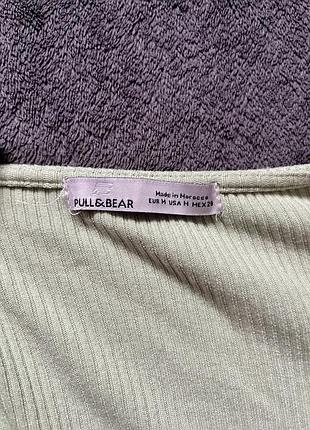 PULL&BEAR
Made in Morocco
EUR M USA M MEX 28